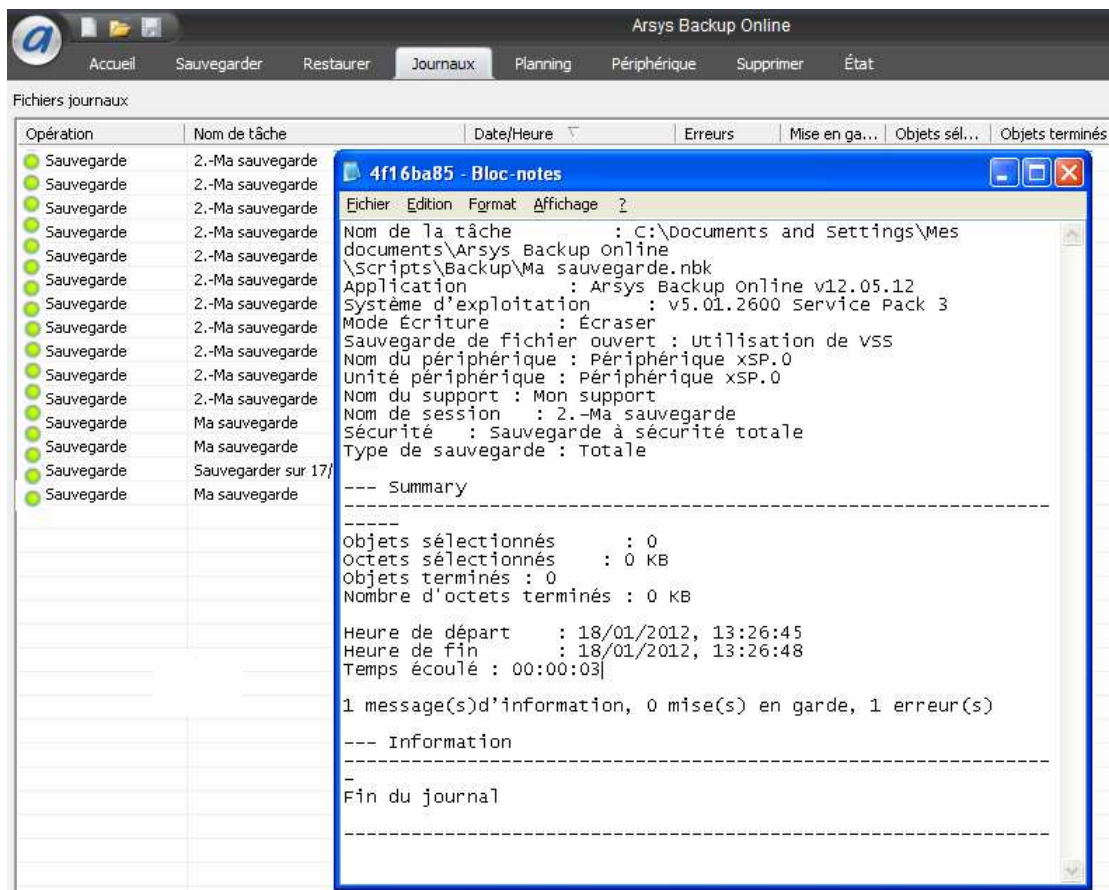 Arsys Backup Online
a
Accueil Sauvegarder Restaurer Journaux Planning Périphérique Supprimer État
Fichiers journaux
Opération Nom de tâche Date/Heure Erreurs Mise en ga... Objets sél... Objets terminés
Sauvegarde 2.-Ma sauvegarde
Sauvegarde 2.-Ma sauvegarde
Sauvegarde 2.-Ma sauvegarde
Sauvegarde 2.-Ma sauvegarde
Sauvegarde 2.-Ma sauvegarde
Sauvegarde 2.-Ma sauvegarde
Sauvegarde 2.-Ma sauvegarde
Sauvegarde 2.-Ma sauvegarde
Sauvegarde 2.-Ma sauvegarde
Sauvegarde 2.-Ma sauvegarde
Sauvegarde 2.-Ma sauvegarde
Sauvegarde Ma sauvegarde
Sauvegarde Ma sauvegarde
Sauvegarde Sauvegarder sur 17/
Sauvegarde Ma sauvegarde
4f16ba85 - Bloc-notes
Fichier Edition Format Affichage ?
Nom de la tâche : C:\Documents and Settings\Mes
documents\Arsys Backup Online
\Scripts\Backup\Ma sauvegarde.nbk
Application : Arsys Backup Online v12.05.12
Système d'exploitation : v5.01.2600 Service Pack 3
Mode Écriture : Écraser
Sauvegarde de fichier ouvert : Utilisation de VSS
Nom du périphérique : Périphérique xSP.0
Unité périphérique : Périphérique xSP.0
Nom du support : Mon support
Nom de session : 2.-Ma sauvegarde
Sécurité : Sauvegarde à sécurité totale
Type de sauvegarde : Totale
--- Summary
--------------------------------------------------------------
-----
Objets sélectionnés : 0
Octets sélectionnés : 0 KB
Objets terminés : 0
Nombre d'octets terminés : 0 KB
Heure de départ : 18/01/2012, 13:26:45
Heure de fin : 18/01/2012, 13:26:48
Temps écoulé : 00:00:03
1 message(s)d'information, 0 mise(s) en garde, 1 erreur(s)
--- Information
--------------------------------------------------------------
-
Fin du journal
--------------------------------------------------------------